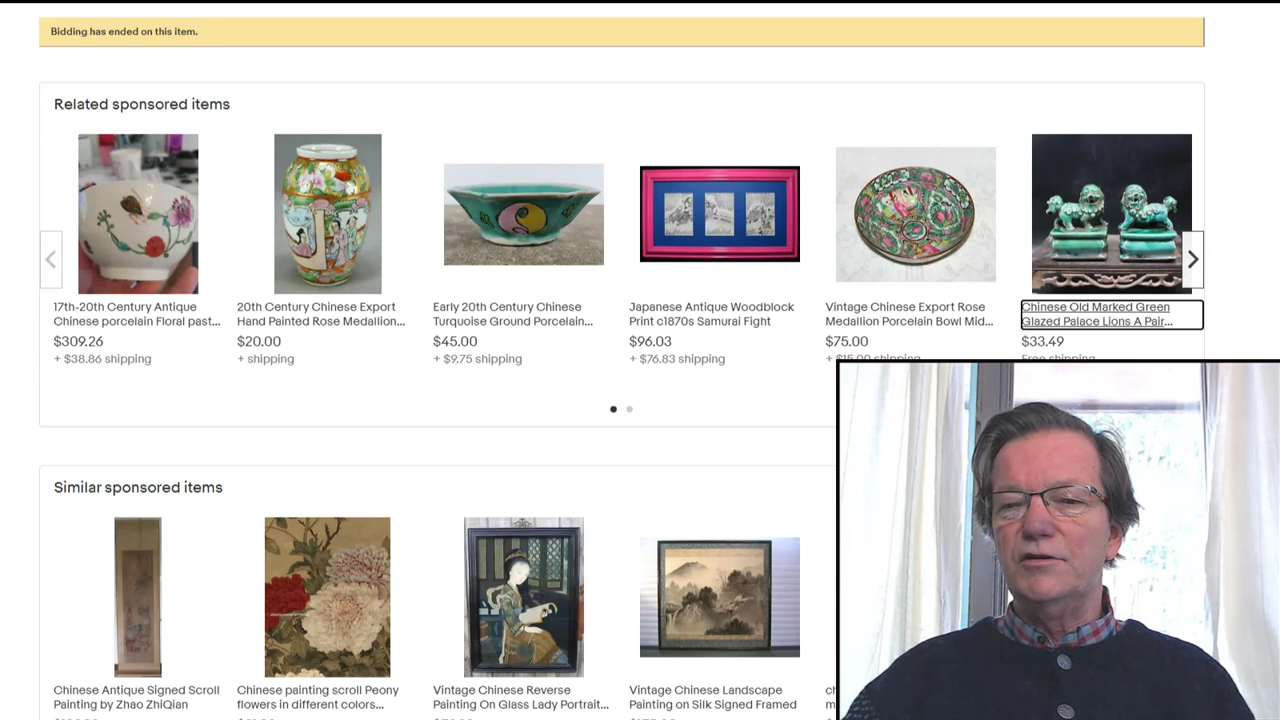 Bidding has ended on this item.
Related sponsored items
17th-20th Century Antique
Chinese porcelain Floral past...
$309.26
+ $38.86 shipping
20th Century Chinese Export
Hand Painted Rose Medallion...
$20.00
+ shipping
Early 20th Century Chinese
Turquoise Ground Porcelain...
$45.00
+ $9.75 shipping
Japanese Antique Woodblock
Print c1870s Samurai Fight
$96.03
+ $76.83 shipping
Vintage Chinese Export Rose
Medallion Porcelain Bowl Mid...
$75.00
+ $15.00 shipping
Chinese Old Marked Green
Glazed Palace Lions A Pair...
$33.49
Free shipping
Similar sponsored items
Chinese Antique Signed Scroll
Painting by Zhao ZhiQian
Chinese painting scroll Peony
flowers in different colors...
Vintage Chinese Reverse
Painting On Glass Lady Portrait...
Vintage Chinese Landscape
Painting on Silk Signed Framed